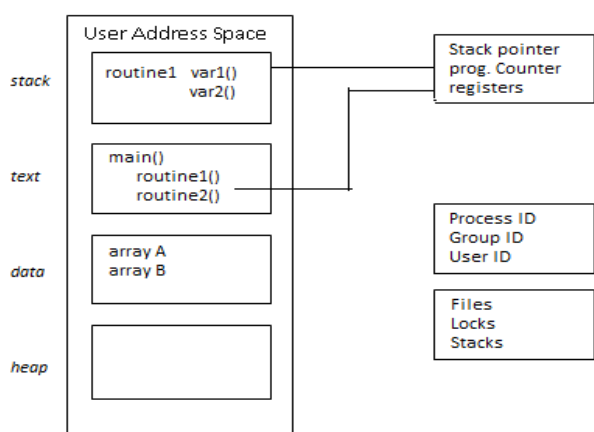 User Address Space
stack
routine1 var1()
var2()
Stack pointer
prog. Counter
registers
text
main()
routine1()
routine2()
data
array A
array B
Process ID
Group ID
User ID
Files
Locks
Stacks
heap